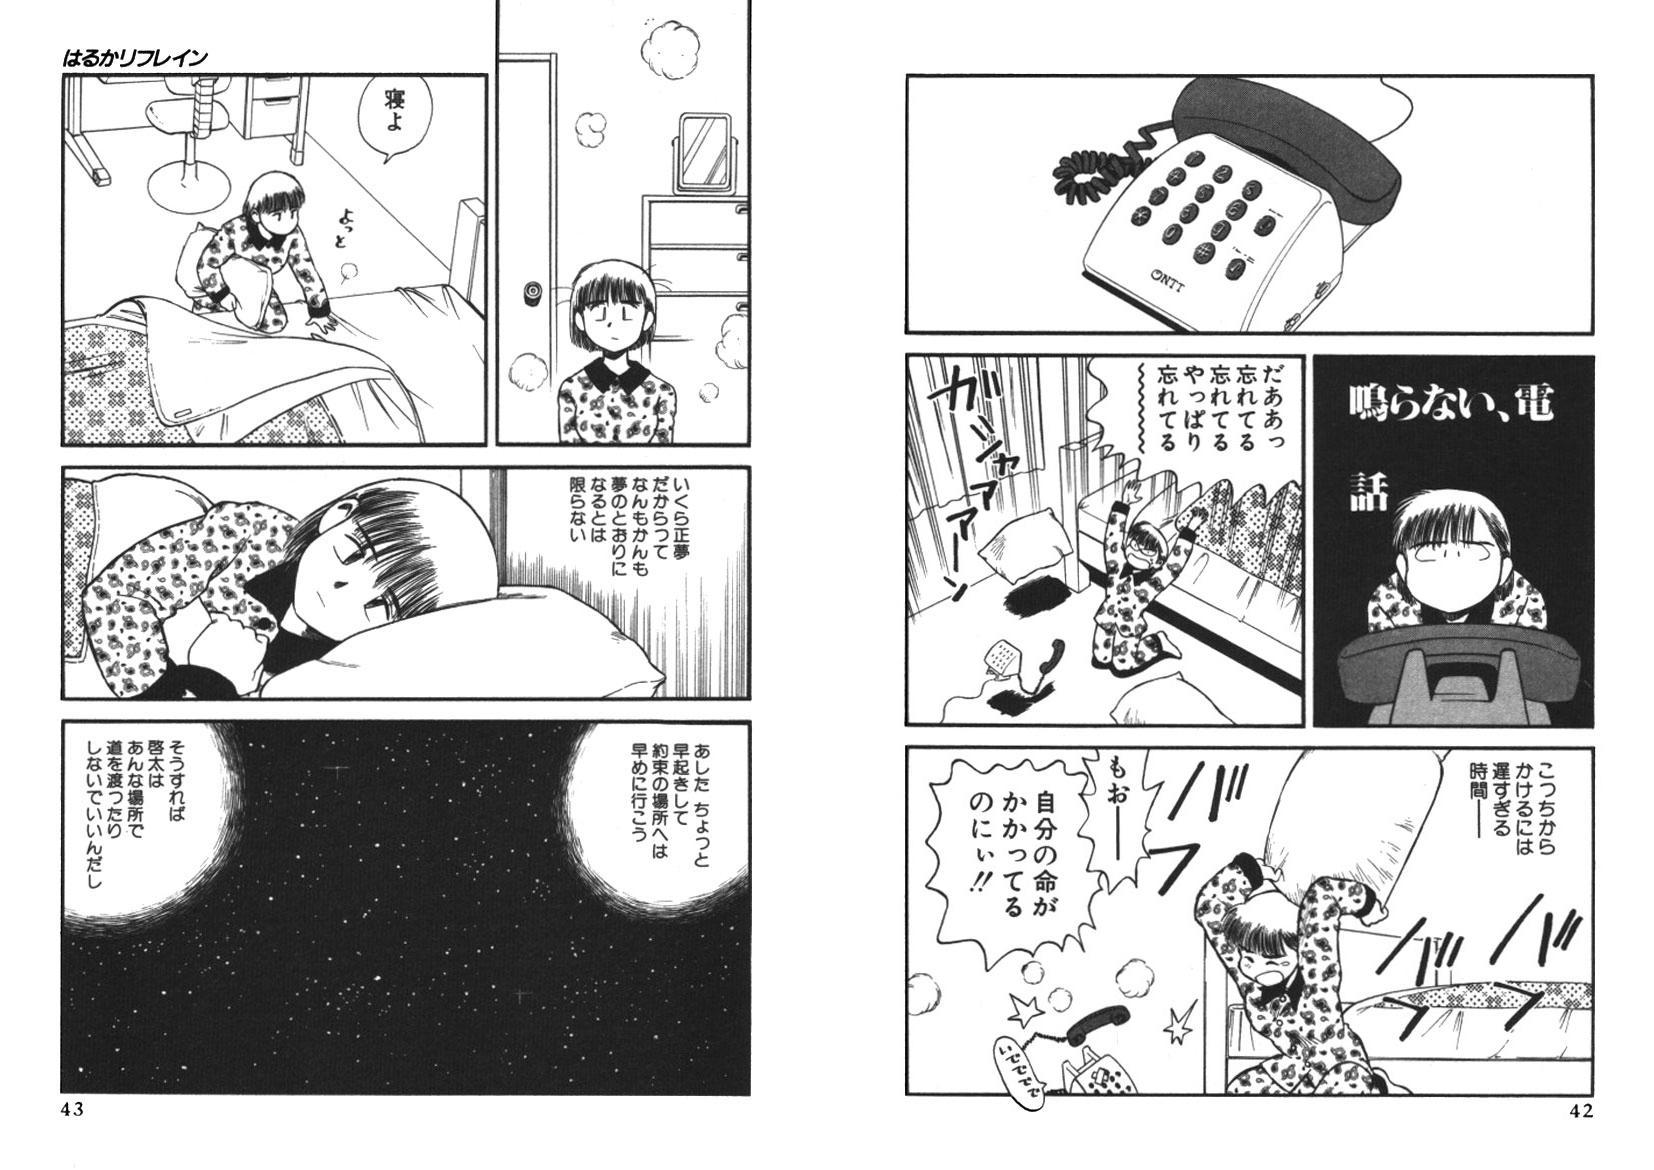 NTT
鳴らない、電
話
だああっ
忘れてる
忘れてる
やっぱり
忘れてる
ガシャァァーーン
こっちから
かけるには
遅すぎる
時間――
もお――
自分の命が
かかってる
のにぃ!!
バフ
バフ
バフ
いででで
42
はるかリフレイン
寝よ
よっと
いくら正夢
だからって
なんもかんも
夢のとおりに
なるとは
限らない
あした ちょっと
早起きして
約束の場所へは
早めに行こう
そうすれば
啓太は
あんな場所で
道を渡ったり
しないでいいんだし
43